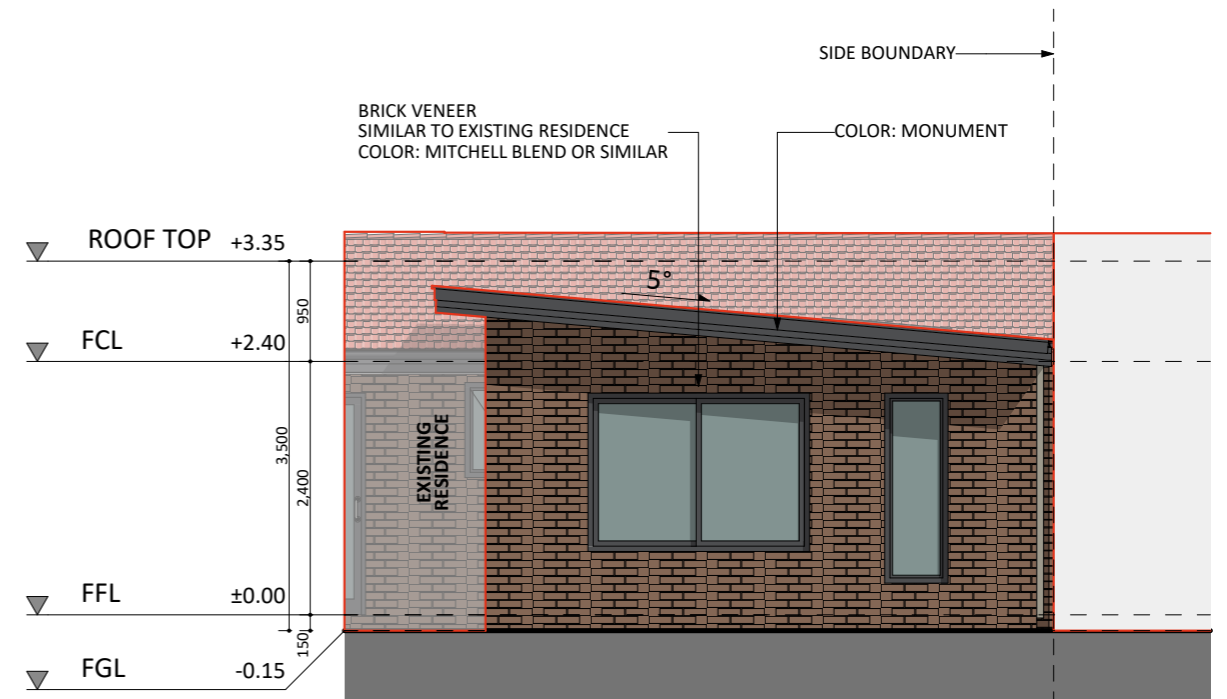 SIDE BOUNDARY
BRICK VENEER
SIMILAR TO EXISTING RESIDENCE
COLOR: MITCHELL BLEND OR SIMILAR
COLOR: MONUMENT
ROOF TOP +3.35
5°
950
FCL +2.40
EXISTING
RESIDENCE
3,500
2,400
FFL ±0.00
150
FGL -0.15